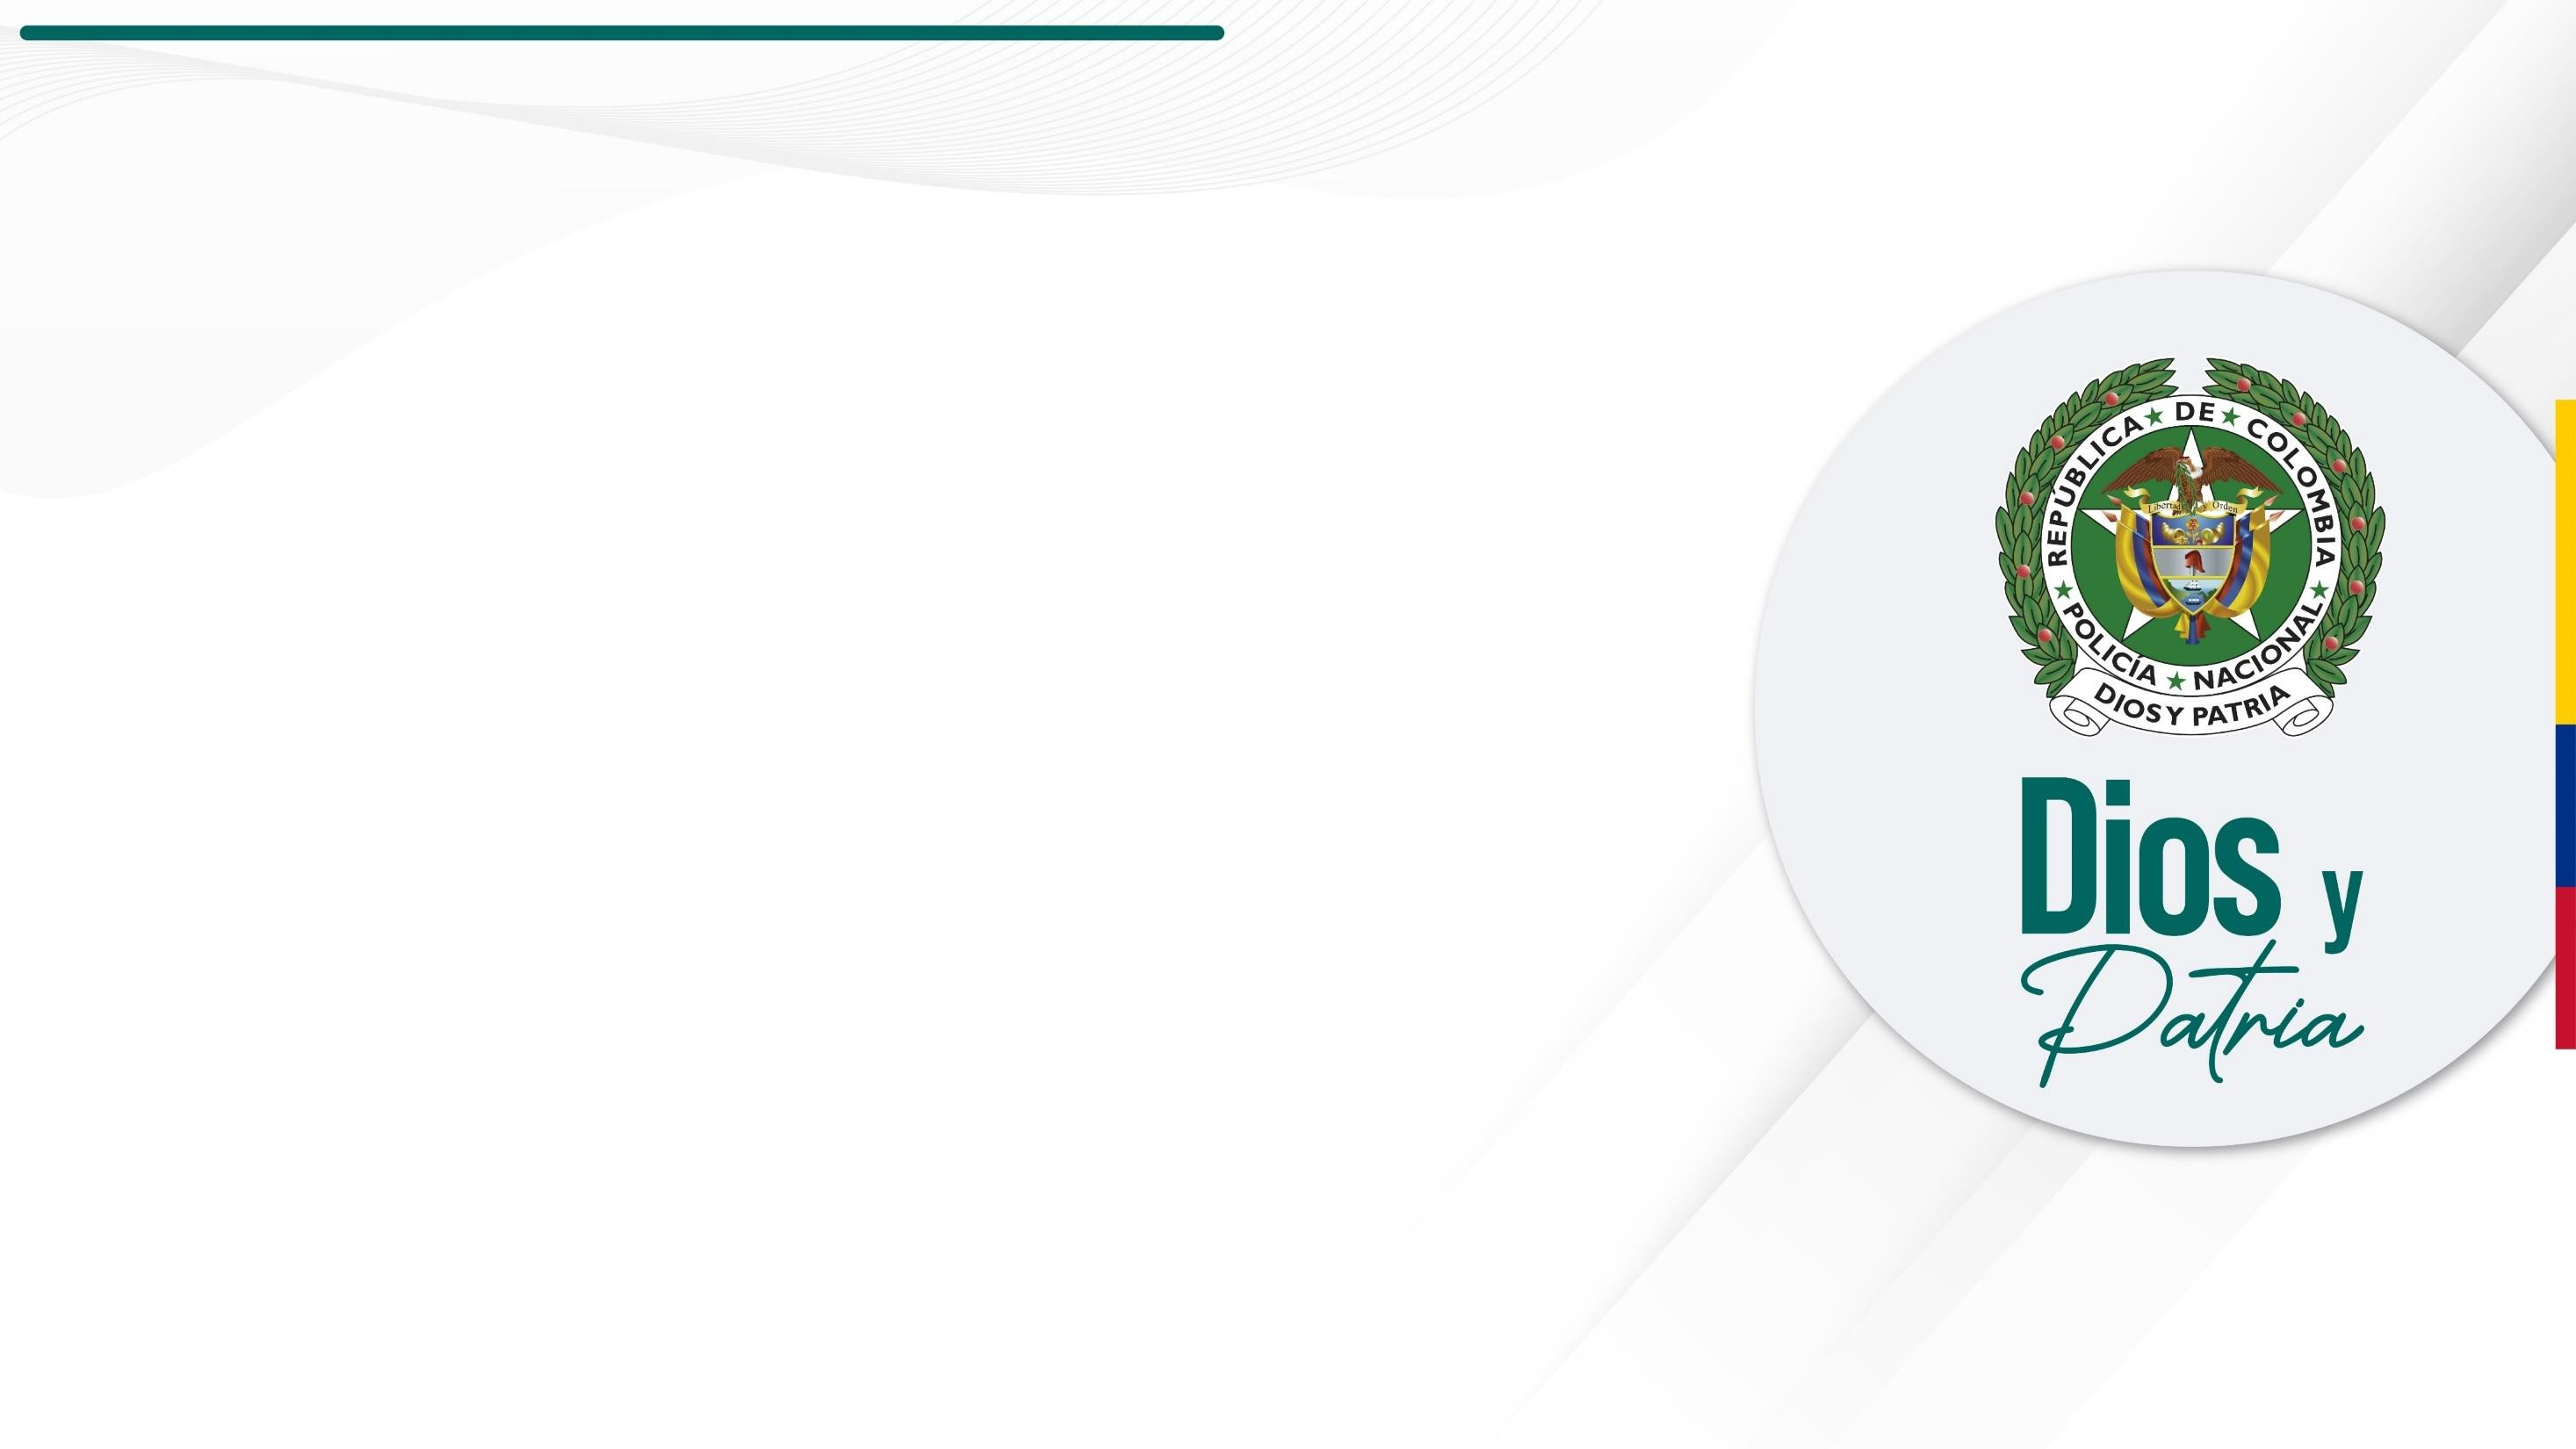 REPÚBLICA ★ DE ★ COLOMBIA
★ POLICÍA ★ NACIONAL ★
Libertad y Orden
DIOS Y PATRIA
Dios y
Patria